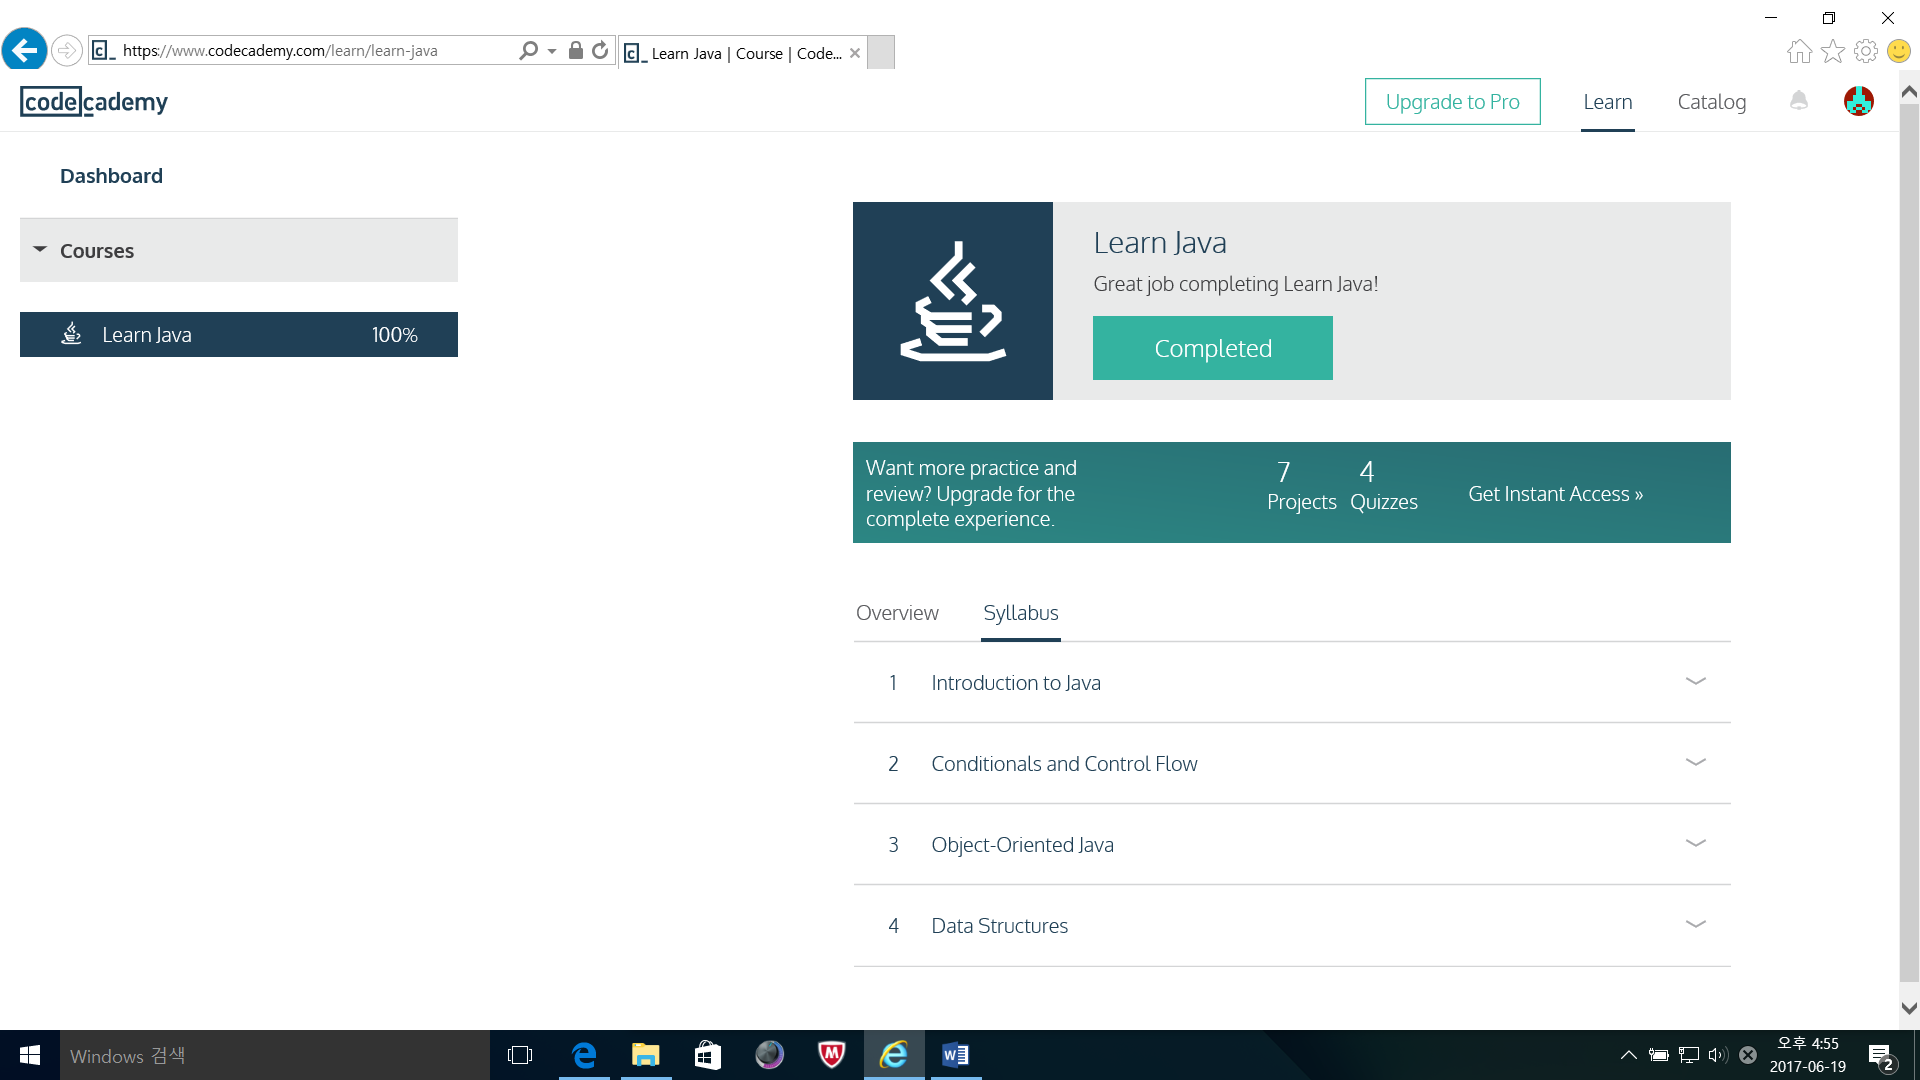 https://www.codecademy.com/learn/learn-java
Learn Java | Course | Code...
codecademy
Upgrade to Pro
Learn
Catalog
Dashboard
Courses
Learn Java 100%
Learn Java
Great job completing Learn Java!
Completed
Want more practice and
review? Upgrade for the
complete experience.
7 4
Projects Quizzes
Get Instant Access »
Overview Syllabus
1 Introduction to Java
2 Conditionals and Control Flow
3 Object-Oriented Java
4 Data Structures
Windows 검색
오후 4:55
2017-06-19
2